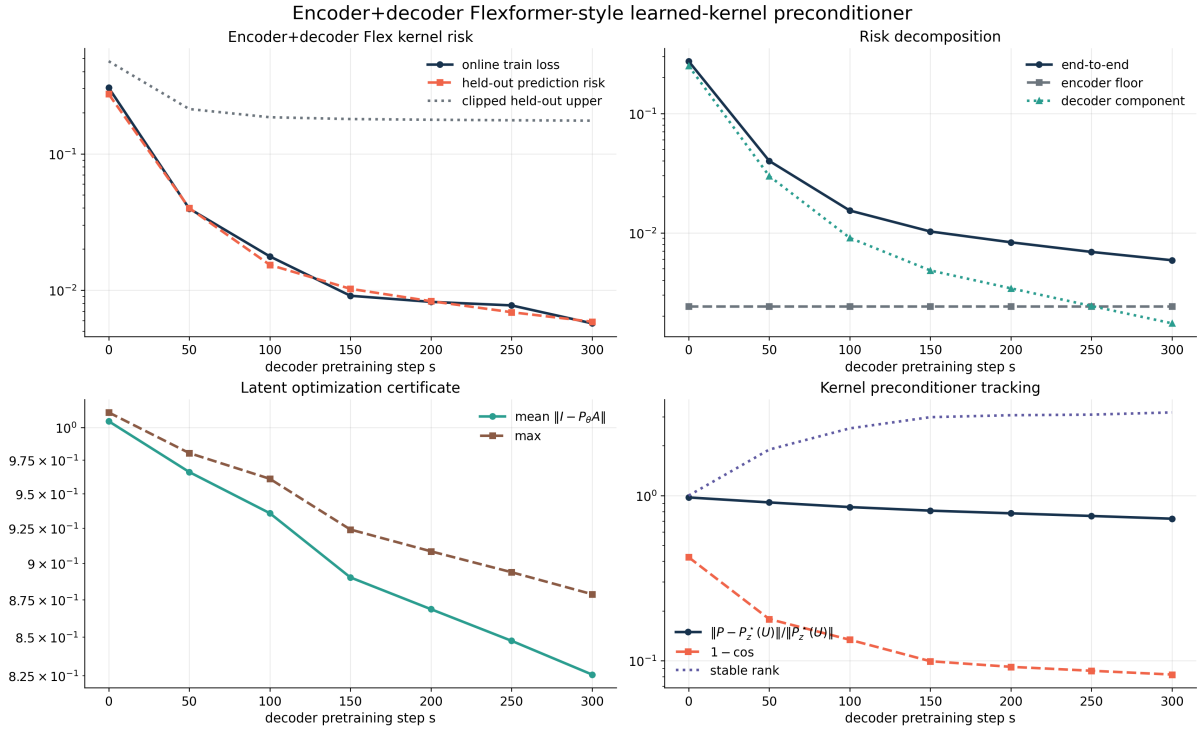 Encoder+decoder Flexformer-style learned-kernel preconditioner
Encoder+decoder Flex kernel risk
online train loss
held-out prediction risk
clipped held-out upper
10⁻¹
10⁻²
0 50 100 150 200 250 300
decoder pretraining step s
Risk decomposition
end-to-end
encoder floor
decoder component
10⁻¹
10⁻²
0 50 100 150 200 250 300
decoder pretraining step s
Latent optimization certificate
mean ‖I − P_θA‖
max
10⁰
9.75 × 10⁻¹
9.5 × 10⁻¹
9.25 × 10⁻¹
9 × 10⁻¹
8.75 × 10⁻¹
8.5 × 10⁻¹
8.25 × 10⁻¹
0 50 100 150 200 250 300
decoder pretraining step s
Kernel preconditioner tracking
10⁰
10⁻¹
‖P − P_z^⋆(U)‖/‖P_z^⋆(U)‖
1 − cos
stable rank
0 50 100 150 200 250 300
decoder pretraining step s